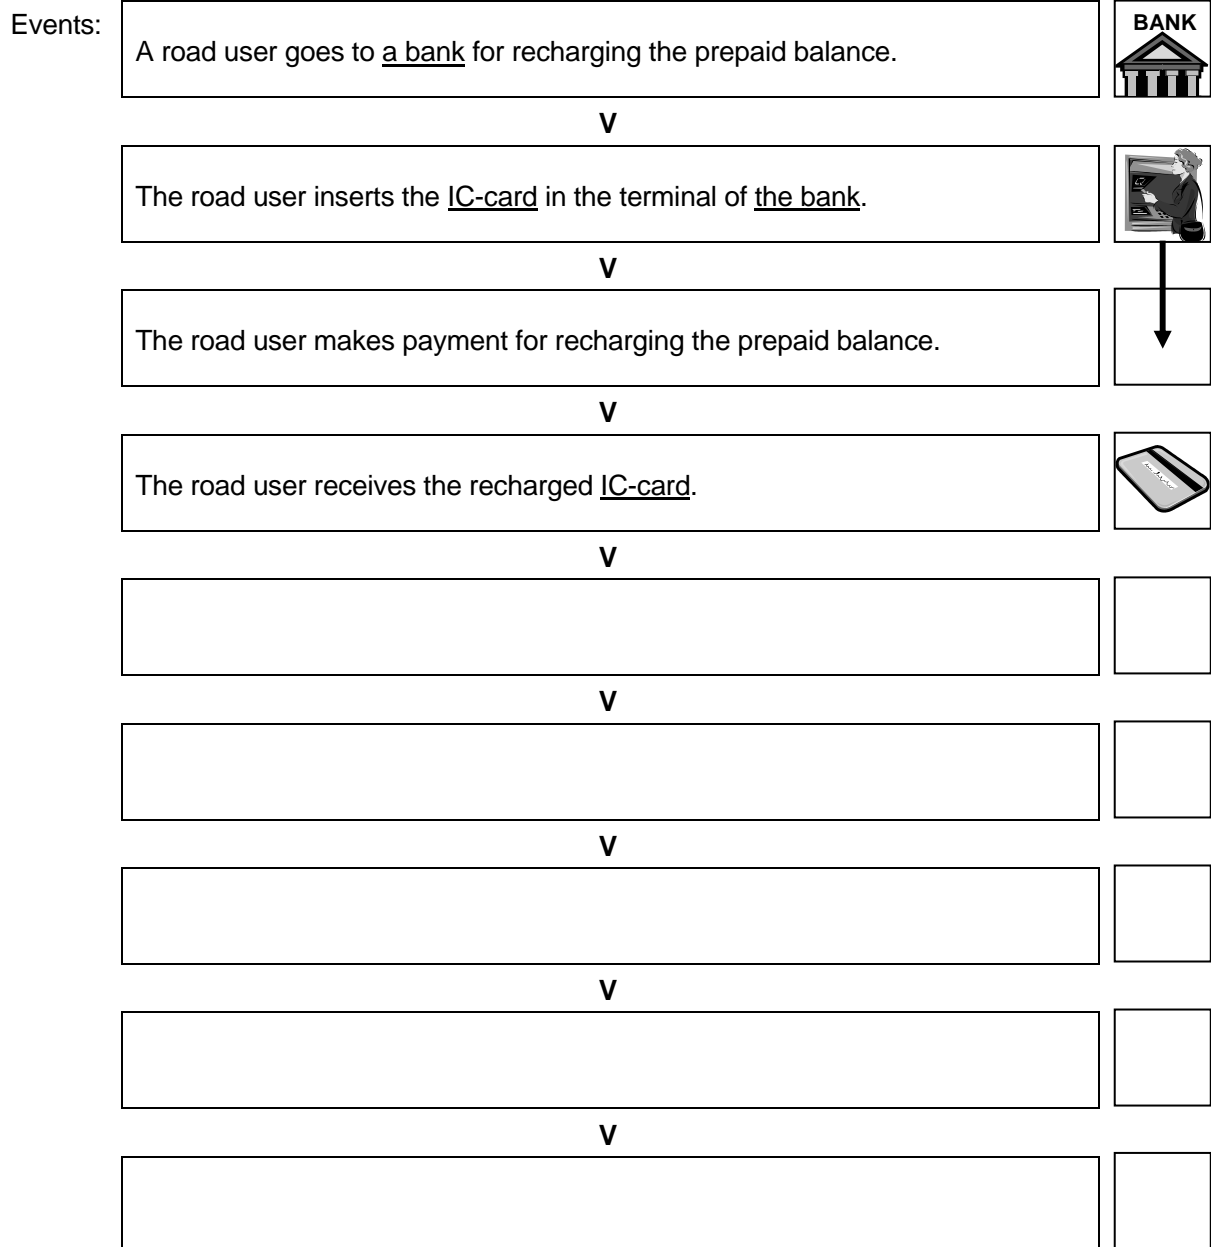 Events:
A road user goes to a bank for recharging the prepaid balance.
BANK
V
The road user inserts the IC-card in the terminal of the bank.
V
The road user makes payment for recharging the prepaid balance.
V
The road user receives the recharged IC-card.
V
V
V
V
V